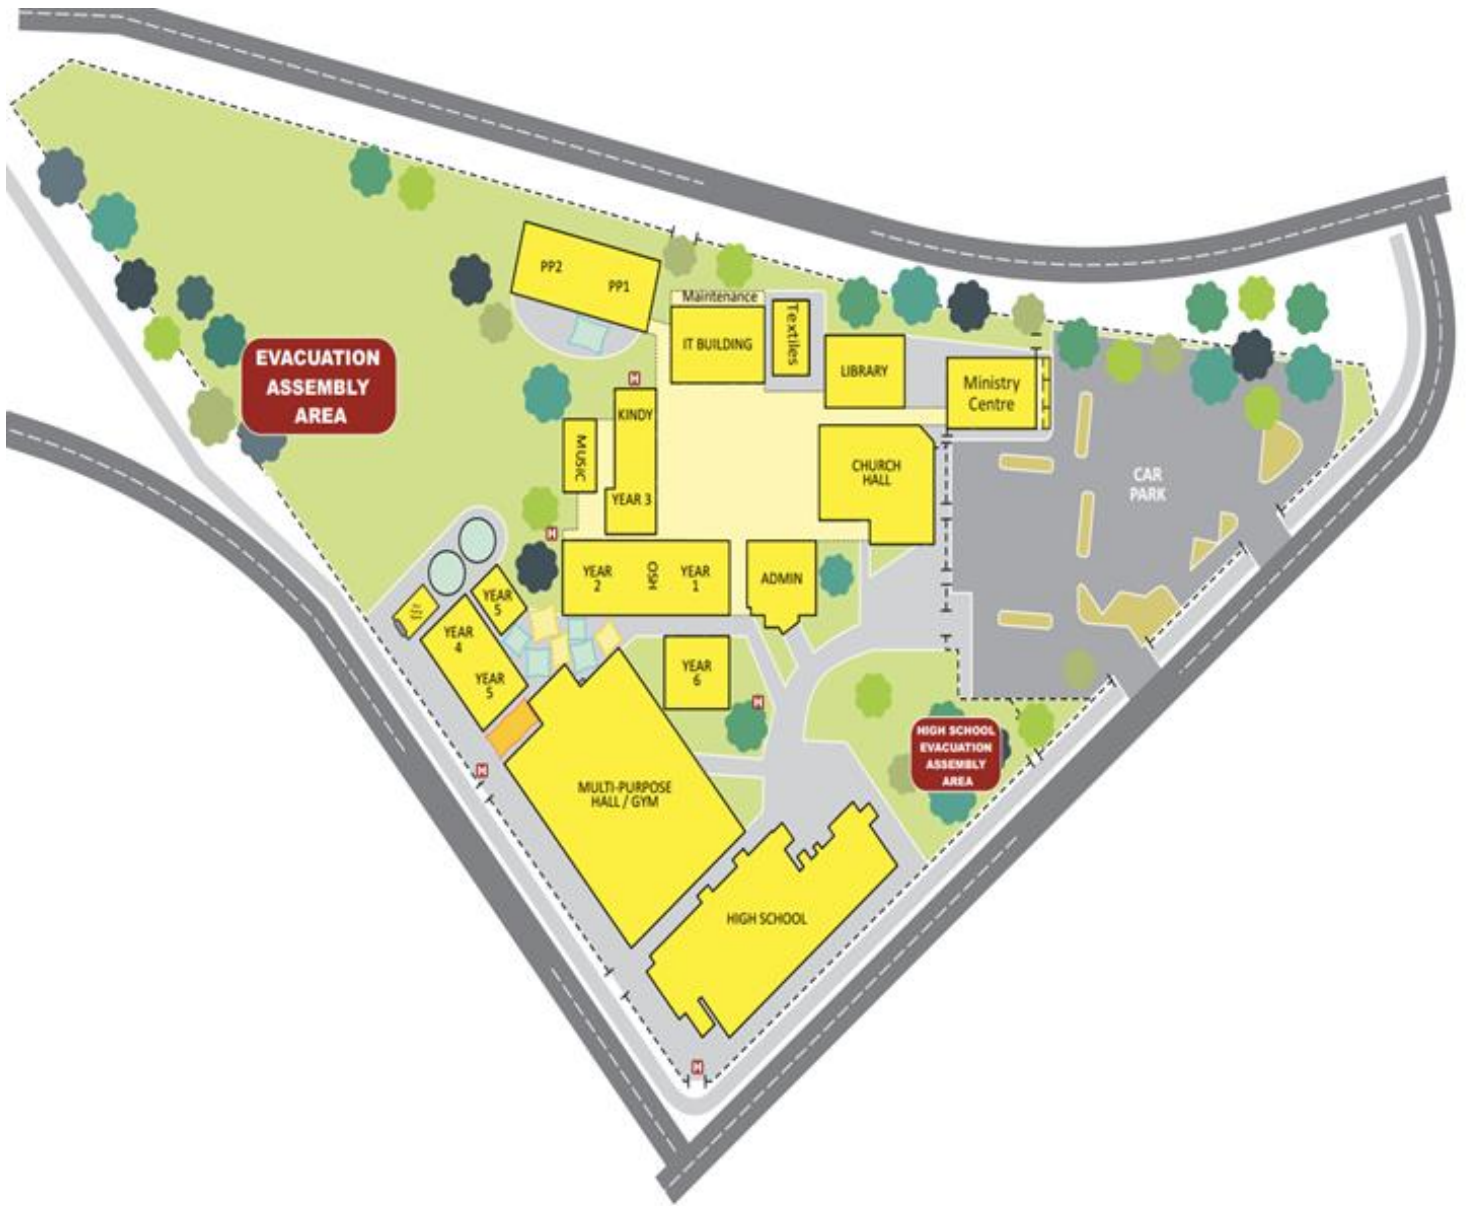 PP2
PP1
Maintenance
IT BUILDING
Textiles
LIBRARY
Ministry
Centre
EVACUATION
ASSEMBLY
AREA
H
KINDY
MUSIC
YEAR 3
CHURCH
HALL
CAR
PARK
H
YEAR
2
OSH
YEAR
1
ADMIN
YEAR
5
YEAR
4
YEAR
5
YEAR
6
H
HIGH SCHOOL
EVACUATION
ASSEMBLY
AREA
H
MULTI-PURPOSE
HALL / GYM
HIGH SCHOOL
H